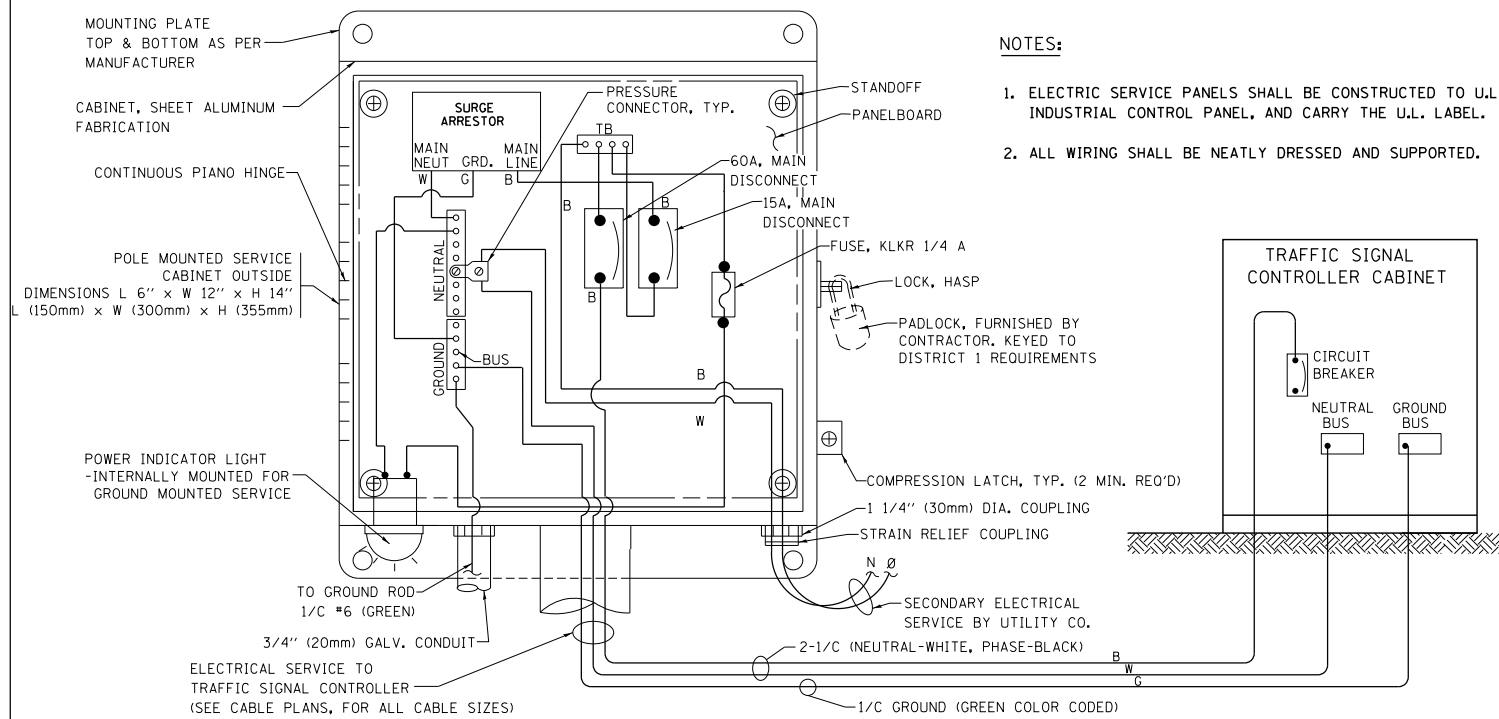 MOUNTING PLATE
TOP & BOTTOM AS PER
MANUFACTURER
CABINET, SHEET ALUMINUM
FABRICATION
CONTINUOUS PIANO HINGE
POLE MOUNTED SERVICE
CABINET OUTSIDE
DIMENSIONS L 6'' x W 12'' x H 14''
L (150mm) x W (300mm) x H (355mm)
POWER INDICATOR LIGHT
-INTERNALLY MOUNTED FOR
GROUND MOUNTED SERVICE
SURGE
ARRESTOR
MAIN
NEUT
GRD.
MAIN
LINE
W
G
B
PRESSURE
CONNECTOR, TYP.
TB
B
B
B
NEUTRAL
GROUND
BUS
B
W
STANDOFF
PANELBOARD
60A, MAIN
DISCONNECT
15A, MAIN
DISCONNECT
FUSE, KLKR 1/4 A
LOCK, HASP
PADLOCK, FURNISHED BY
CONTRACTOR. KEYED TO
DISTRICT 1 REQUIREMENTS
COMPRESSION LATCH, TYP. (2 MIN. REQ'D)
1 1/4'' (30mm) DIA. COUPLING
STRAIN RELIEF COUPLING
N Ø
SECONDARY ELECTRICAL
SERVICE BY UTILITY CO.
TO GROUND ROD
1/C #6 (GREEN)
3/4'' (20mm) GALV. CONDUIT
ELECTRICAL SERVICE TO
TRAFFIC SIGNAL CONTROLLER
(SEE CABLE PLANS, FOR ALL CABLE SIZES)
2-1/C (NEUTRAL-WHITE, PHASE-BLACK)
B
W
G
1/C GROUND (GREEN COLOR CODED)
NOTES:
1. ELECTRIC SERVICE PANELS SHALL BE CONSTRUCTED TO U.L
INDUSTRIAL CONTROL PANEL, AND CARRY THE U.L. LABEL.
2. ALL WIRING SHALL BE NEATLY DRESSED AND SUPPORTED.
TRAFFIC SIGNAL
CONTROLLER CABINET
CIRCUIT
BREAKER
NEUTRAL
BUS
GROUND
BUS